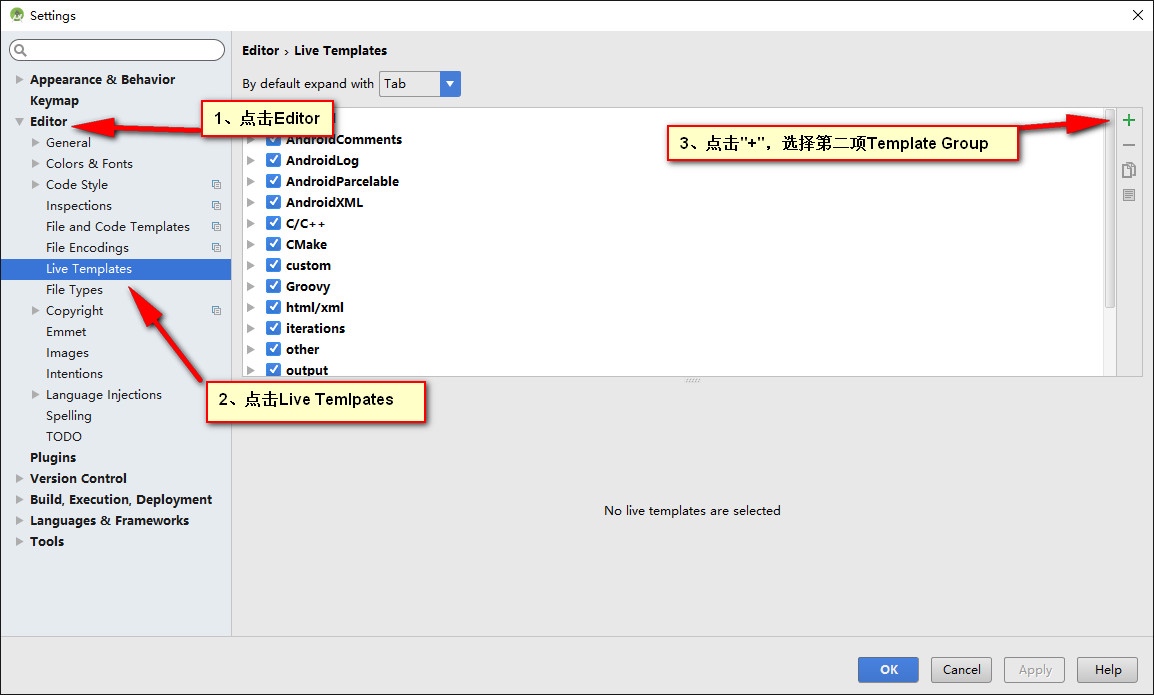 Settings
Editor › Live Templates
By default expand with Tab
Appearance & Behavior
Keymap
Editor
General
Colors & Fonts
Code Style
Inspections
File and Code Templates
File Encodings
Live Templates
File Types
Copyright
Emmet
Images
Intentions
Language Injections
Spelling
TODO
Plugins
Version Control
Build, Execution, Deployment
Languages & Frameworks
Tools
1、点击Editor
2、点击Live Temlpates
3、点击"+"，选择第二项Template Group
AndroidComments
AndroidLog
AndroidParcelable
AndroidXML
C/C++
CMake
custom
Groovy
html/xml
iterations
other
output
No live templates are selected
OK
Cancel
Apply
Help